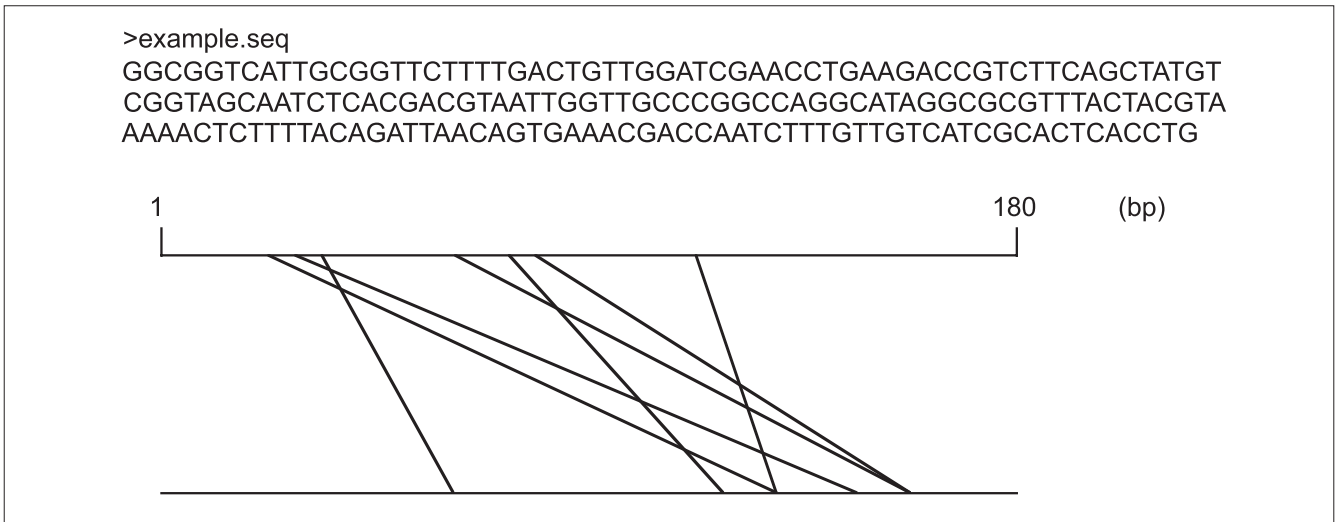 >example.seq
GGCGGTCATTGCGGTTCTTTTGACTGTTGGATCGAACCTGAAGACCGTCTTCAGCTATGT
CGGTAGCAATCTCACGACGTAATTGGTTGCCCGGCCAGGCATAGGCGCGTTTACTACGTA
AAAACTCTTTTACAGATTAACAGTGAAACGACCAATCTTTGTTGTCATCGCACTCACCTG
1 180 (bp)